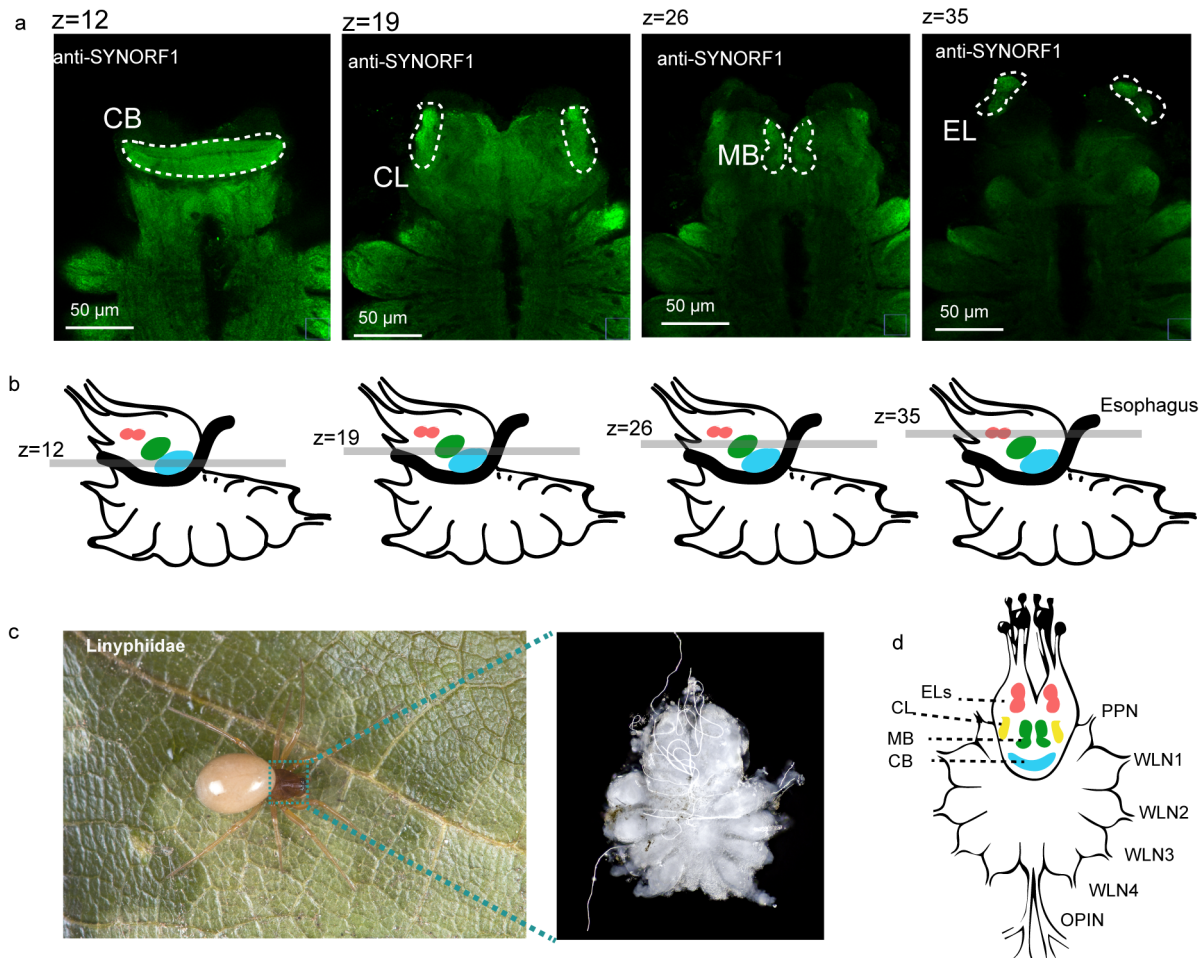 a
z=12
z=19
z=26
z=35
anti-SYNORF1
anti-SYNORF1
anti-SYNORF1
anti-SYNORF1
CB
CL
MB
EL
50 µm
50 µm
50 µm
50 µm
b
z=12
z=19
z=26
z=35
Esophagus
c
Linyphiidae
d
ELs
CL
MB
CB
PPN
WLN1
WLN2
WLN3
WLN4
OPIN